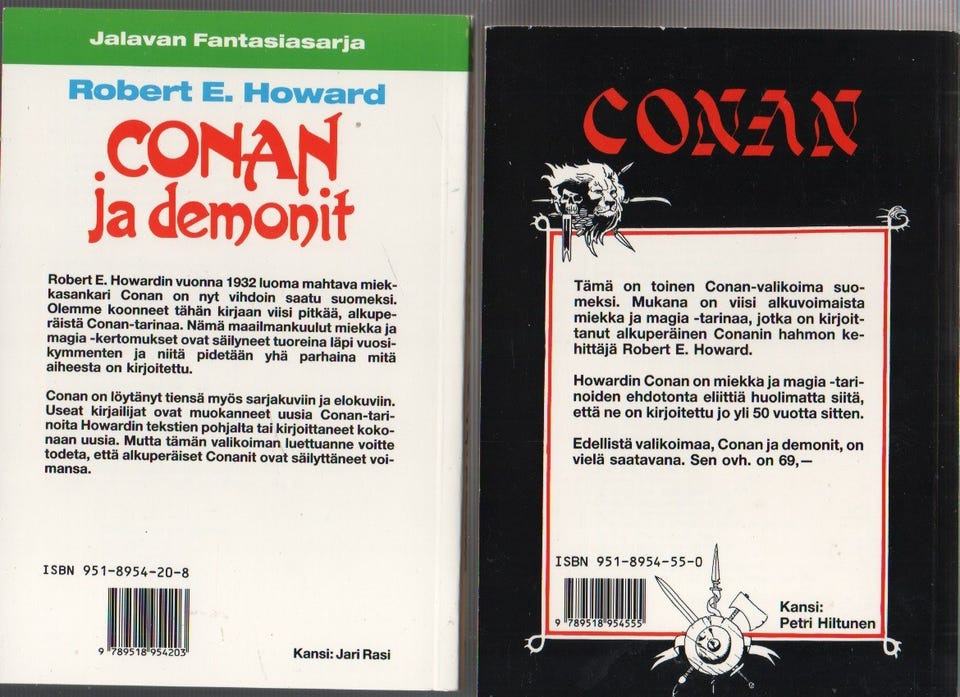 Jalavan Fantasiasarja
Robert E. Howard
CONAN
ja demonit
Robert E. Howardin vuonna 1932 luoma mahtava miek-
kasankari Conan on nyt vihdoin saatu suomeksi.
Olemme koonneet tähän kirjaan viisi pitkää, alkupe-
räistä Conan-tarinaa. Nämä maailmankuulut miekka ja
magia -kertomukset ovat säilyneet tuoreina läpi vuosi-
kymmenten ja niitä pidetään yhä parhaina mitä
aiheesta on kirjoitettu.
Conan on löytänyt tiensä myös sarjakuviin ja elokuviin.
Useat kirjailijat ovat muokanneet uusia Conan-tari-
noita Howardin tekstien pohjalta tai kirjoittaneet koko-
naan uusia. Mutta tämän valikoiman luettuanne voitte
todeta, että alkuperäiset Conanit ovat säilyttäneet voi-
mansa.
ISBN 951-8954-20-8
9 789518 954203
Kansi: Jari Rasi
CONAN
Tämä on toinen Conan-valikoima suo-
meksi. Mukana on viisi alkuvoimaista
miekka ja magia -tarinaa, jotka on kirjoit-
tanut alkuperäinen Conanin hahmon ke-
hittäjä Robert E. Howard.
Howardin Conan on miekka ja magia -tari-
noiden ehdotonta eliittiä huolimatta siitä,
että ne on kirjoitettu jo yli 50 vuotta sitten.
Edellistä valikoimaa, Conan ja demonit, on
vielä saatavana. Sen ovh. on 69,—
ISBN 951-8954-55-0
9 789518 954555
Kansi:
Petri Hiltunen